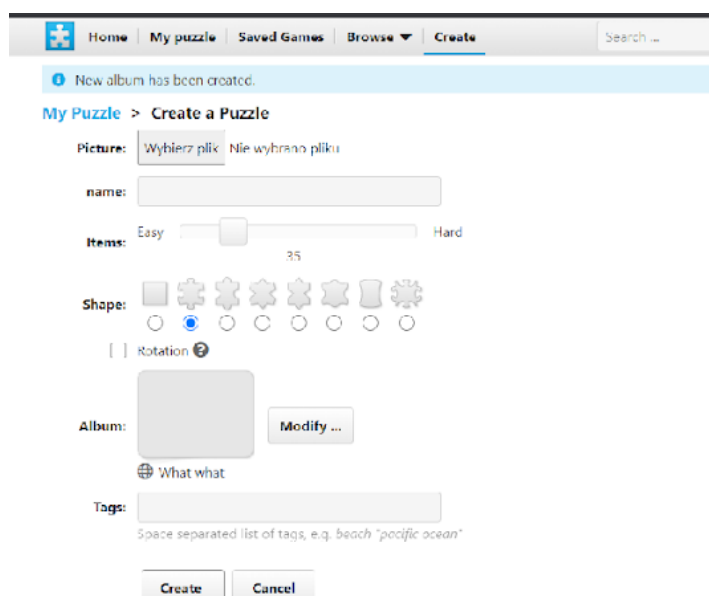 Home My puzzle Saved Games Browse ▼ Create Search ...
New album has been created.
My Puzzle > Create a Puzzle
Picture: Wybierz plik Nie wybrano pliku
name:
Items: Easy Hard
35
Shape:
Rotation
Album: Modify ...
What what
Tags:
Space separated list of tags, e.g. beach "pacific ocean"
Create Cancel